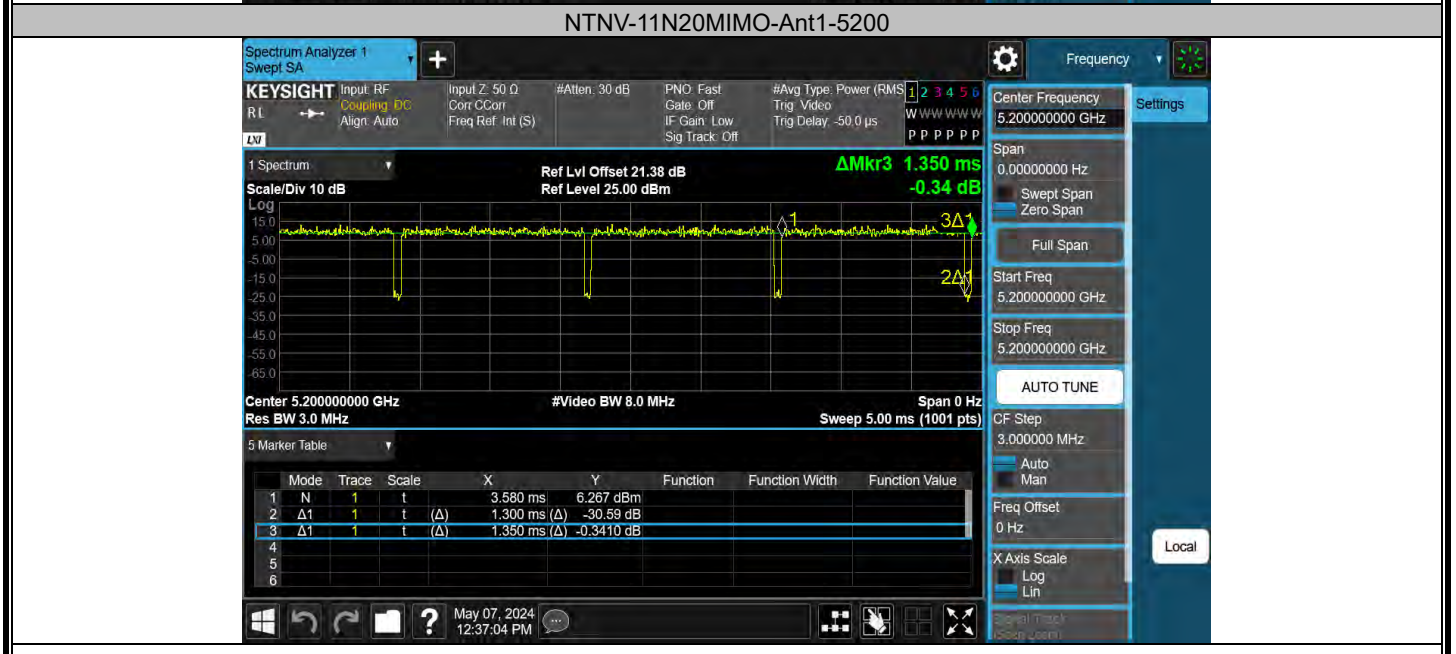 NTNV-11N20MIMO-Ant1-5200
Spectrum Analyzer 1
Swept SA
+
Frequency
KEYSIGHT
RL
LXI
Input: RF
Coupling: DC
Align: Auto
Input Z: 50 Ω
Corr CCorr
Freq Ref: Int (S)
#Atten: 30 dB
PNO: Fast
Gate: Off
IF Gain: Low
Sig Track: Off
#Avg Type: Power (RMS
Trig: Video
Trig Delay: -50.0 µs
1 2 3 4 5 6
W W W W W W
P P P P P P
Center Frequency
5.200000000 GHz
Settings
Span
0.00000000 Hz
Swept Span
Zero Span
Full Span
Start Freq
5.200000000 GHz
Stop Freq
5.200000000 GHz
AUTO TUNE
CF Step
3.000000 MHz
Auto
Man
Freq Offset
0 Hz
X Axis Scale
Log
Lin
Signal Track
(Span Zoom)
Local
1 Spectrum
Scale/Div 10 dB
Ref Lvl Offset 21.38 dB
Ref Level 25.00 dBm
ΔMkr3 1.350 ms
-0.34 dB
Log
15.0
5.00
-5.00
-15.0
-25.0
-35.0
-45.0
-55.0
-65.0
1
3Δ1
2Δ1
Center 5.200000000 GHz
Res BW 3.0 MHz
#Video BW 8.0 MHz
Span 0 Hz
Sweep 5.00 ms (1001 pts)
5 Marker Table
Mode Trace Scale X Y Function Function Width Function Value
1 N 1 t 3.580 ms 6.267 dBm
2 Δ1 1 t (Δ) 1.300 ms (Δ) -30.59 dB
3 Δ1 1 t (Δ) 1.350 ms (Δ) -0.3410 dB
4
5
6
?
May 07, 2024
12:37:04 PM